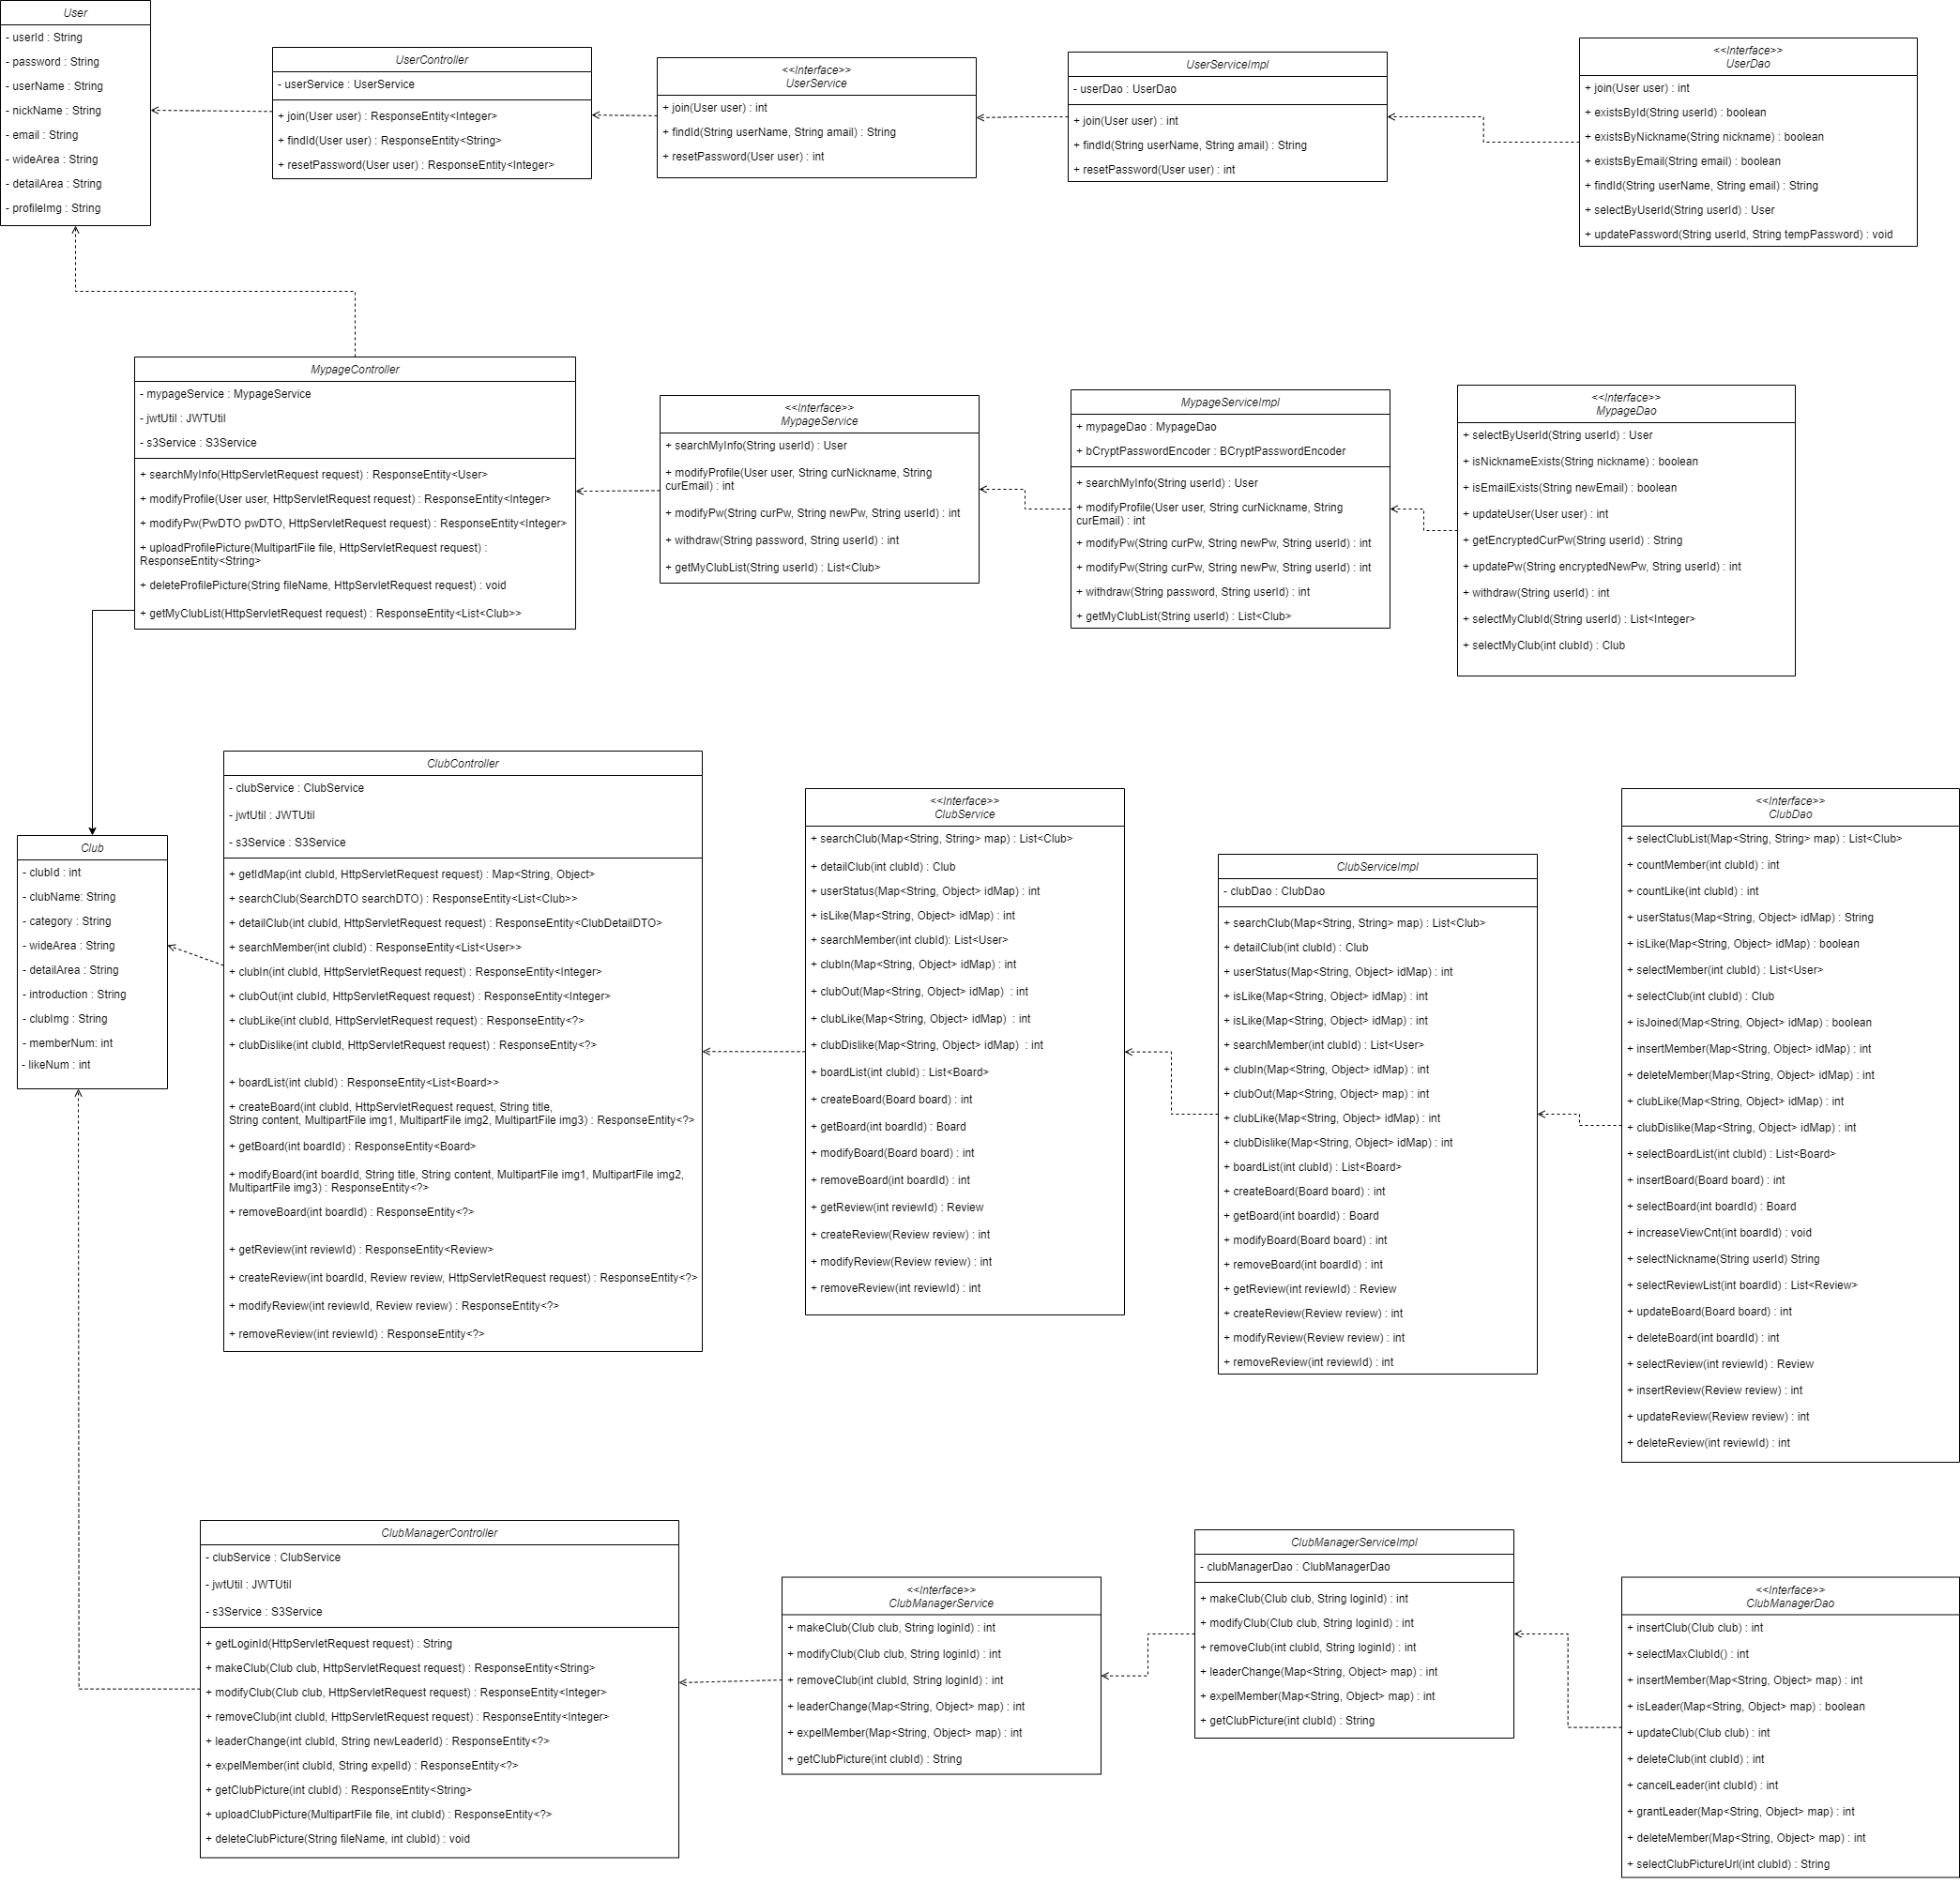 User
- userId : String
- password : String
- userName : String
- nickName : String
- email : String
- wideArea : String
- detailArea : String
- profileImg : String
UserController
- userService : UserService
+ join(User user) : ResponseEntity<Integer>
+ findId(User user) : ResponseEntity<String>
+ resetPassword(User user) : ResponseEntity<Integer>
<<Interface>>
UserService
+ join(User user) : int
+ findId(String userName, String amail) : String
+ resetPassword(User user) : int
UserServiceImpl
- userDao : UserDao
+ join(User user) : int
+ findId(String userName, String amail) : String
+ resetPassword(User user) : int
<<Interface>>
UserDao
+ join(User user) : int
+ existsById(String userId) : boolean
+ existsByNickname(String nickname) : boolean
+ existsByEmail(String email) : boolean
+ findId(String userName, String email) : String
+ selectByUserId(String userId) : User
+ updatePassword(String userId, String tempPassword) : void
MypageController
- mypageService : MypageService
- jwtUtil : JWTUtil
- s3Service : S3Service
+ searchMyInfo(HttpServletRequest request) : ResponseEntity<User>
+ modifyProfile(User user, HttpServletRequest request) : ResponseEntity<Integer>
+ modifyPw(PwDTO pwDTO, HttpServletRequest request) : ResponseEntity<Integer>
+ uploadProfilePicture(MultipartFile file, HttpServletRequest request) :
ResponseEntity<String>
+ deleteProfilePicture(String fileName, HttpServletRequest request) : void
+ getMyClubList(HttpServletRequest request) : ResponseEntity<List<Club>>
<<Interface>>
MypageService
+ searchMyInfo(String userId) : User
+ modifyProfile(User user, String curNickname, String
curEmail) : int
+ modifyPw(String curPw, String newPw, String userId) : int
+ withdraw(String password, String userId) : int
+ getMyClubList(String userId) : List<Club>
MypageServiceImpl
+ mypageDao : MypageDao
+ bCryptPasswordEncoder : BCryptPasswordEncoder
+ searchMyInfo(String userId) : User
+ modifyProfile(User user, String curNickname, String
curEmail) : int
+ modifyPw(String curPw, String newPw, String userId) : int
+ modifyPw(String curPw, String newPw, String userId) : int
+ withdraw(String password, String userId) : int
+ getMyClubList(String userId) : List<Club>
<<Interface>>
MypageDao
+ selectByUserId(String userId) : User
+ isNicknameExists(String nickname) : boolean
+ isEmailExists(String newEmail) : boolean
+ updateUser(User user) : int
+ getEncryptedCurPw(String userId) : String
+ updatePw(String encryptedNewPw, String userId) : int
+ withdraw(String userId) : int
+ selectMyClubId(String userId) : List<Integer>
+ selectMyClub(int clubId) : Club
Club
- clubId : int
- clubName: String
- category : String
- wideArea : String
- detailArea : String
- introduction : String
- clubImg : String
- memberNum: int
- likeNum : int
ClubController
- clubService : ClubService
- jwtUtil : JWTUtil
- s3Service : S3Service
+ getIdMap(int clubId, HttpServletRequest request) : Map<String, Object>
+ searchClub(SearchDTO searchDTO) : ResponseEntity<List<Club>>
+ detailClub(int clubId, HttpServletRequest request) : ResponseEntity<ClubDetailDTO>
+ searchMember(int clubId) : ResponseEntity<List<User>>
+ clubIn(int clubId, HttpServletRequest request) : ResponseEntity<Integer>
+ clubOut(int clubId, HttpServletRequest request) : ResponseEntity<Integer>
+ clubLike(int clubId, HttpServletRequest request) : ResponseEntity<?>
+ clubDislike(int clubId, HttpServletRequest request) : ResponseEntity<?>
+ boardList(int clubId) : ResponseEntity<List<Board>>
+ createBoard(int clubId, HttpServletRequest request, String title,
String content, MultipartFile img1, MultipartFile img2, MultipartFile img3) : ResponseEntity<?>
+ getBoard(int boardId) : ResponseEntity<Board>
+ modifyBoard(int boardId, String title, String content, MultipartFile img1, MultipartFile img2,
MultipartFile img3) : ResponseEntity<?>
+ removeBoard(int boardId) : ResponseEntity<?>
+ getReview(int reviewId) : ResponseEntity<Review>
+ createReview(int boardId, Review review, HttpServletRequest request) : ResponseEntity<?>
+ modifyReview(int reviewId, Review review) : ResponseEntity<?>
+ removeReview(int reviewId) : ResponseEntity<?>
<<Interface>>
ClubService
+ searchClub(Map<String, String> map) : List<Club>
+ detailClub(int clubId) : Club
+ userStatus(Map<String, Object> idMap) : int
+ isLike(Map<String, Object> idMap) : int
+ searchMember(int clubId): List<User>
+ clubIn(Map<String, Object> idMap) : int
+ clubOut(Map<String, Object> idMap)  : int
+ clubLike(Map<String, Object> idMap)  : int
+ clubDislike(Map<String, Object> idMap)  : int
+ boardList(int clubId) : List<Board>
+ createBoard(Board board) : int
+ getBoard(int boardId) : Board
+ modifyBoard(Board board) : int
+ removeBoard(int boardId) : int
+ getReview(int reviewId) : Review
+ createReview(Review review) : int
+ modifyReview(Review review) : int
+ removeReview(int reviewId) : int
ClubServiceImpl
- clubDao : ClubDao
+ searchClub(Map<String, String> map) : List<Club>
+ detailClub(int clubId) : Club
+ userStatus(Map<String, Object> idMap) : int
+ isLike(Map<String, Object> idMap) : int
+ isLike(Map<String, Object> idMap) : int
+ searchMember(int clubId) : List<User>
+ clubIn(Map<String, Object> idMap) : int
+ clubOut(Map<String, Object> map) : int
+ clubLike(Map<String, Object> idMap) : int
+ clubDislike(Map<String, Object> idMap) : int
+ boardList(int clubId) : List<Board>
+ createBoard(Board board) : int
+ getBoard(int boardId) : Board
+ modifyBoard(Board board) : int
+ removeBoard(int boardId) : int
+ getReview(int reviewId) : Review
+ createReview(Review review) : int
+ modifyReview(Review review) : int
+ removeReview(int reviewId) : int
<<Interface>>
ClubDao
+ selectClubList(Map<String, String> map) : List<Club>
+ countMember(int clubId) : int
+ countLike(int clubId) : int
+ userStatus(Map<String, Object> idMap) : String
+ isLike(Map<String, Object> idMap) : boolean
+ selectMember(int clubId) : List<User>
+ selectClub(int clubId) : Club
+ isJoined(Map<String, Object> idMap) : boolean
+ insertMember(Map<String, Object> idMap) : int
+ deleteMember(Map<String, Object> idMap) : int
+ clubLike(Map<String, Object> idMap) : int
+ clubDislike(Map<String, Object> idMap) : int
+ selectBoardList(int clubId) : List<Board>
+ insertBoard(Board board) : int
+ selectBoard(int boardId) : Board
+ increaseViewCnt(int boardId) : void
+ selectNickname(String userId) String
+ selectReviewList(int boardId) : List<Review>
+ updateBoard(Board board) : int
+ deleteBoard(int boardId) : int
+ selectReview(int reviewId) : Review
+ insertReview(Review review) : int
+ updateReview(Review review) : int
+ deleteReview(int reviewId) : int
ClubManagerController
- clubService : ClubService
- jwtUtil : JWTUtil
- s3Service : S3Service
+ getLoginId(HttpServletRequest request) : String
+ makeClub(Club club, HttpServletRequest request) : ResponseEntity<String>
+ modifyClub(Club club, HttpServletRequest request) : ResponseEntity<Integer>
+ removeClub(int clubId, HttpServletRequest request) : ResponseEntity<Integer>
+ leaderChange(int clubId, String newLeaderId) : ResponseEntity<?>
+ expelMember(int clubId, String expelId) : ResponseEntity<?>
+ getClubPicture(int clubId) : ResponseEntity<String>
+ uploadClubPicture(MultipartFile file, int clubId) : ResponseEntity<?>
+ deleteClubPicture(String fileName, int clubId) : void
<<Interface>>
ClubManagerService
+ makeClub(Club club, String loginId) : int
+ modifyClub(Club club, String loginId) : int
+ removeClub(int clubId, String loginId) : int
+ leaderChange(Map<String, Object> map) : int
+ expelMember(Map<String, Object> map) : int
+ getClubPicture(int clubId) : String
ClubManagerServiceImpl
- clubManagerDao : ClubManagerDao
+ makeClub(Club club, String loginId) : int
+ modifyClub(Club club, String loginId) : int
+ removeClub(int clubId, String loginId) : int
+ leaderChange(Map<String, Object> map) : int
+ expelMember(Map<String, Object> map) : int
+ getClubPicture(int clubId) : String
<<Interface>>
ClubManagerDao
+ insertClub(Club club) : int
+ selectMaxClubId() : int
+ insertMember(Map<String, Object> map) : int
+ isLeader(Map<String, Object> map) : boolean
+ updateClub(Club club) : int
+ deleteClub(int clubId) : int
+ cancelLeader(int clubId) : int
+ grantLeader(Map<String, Object> map) : int
+ deleteMember(Map<String, Object> map) : int
+ selectClubPictureUrl(int clubId) : String